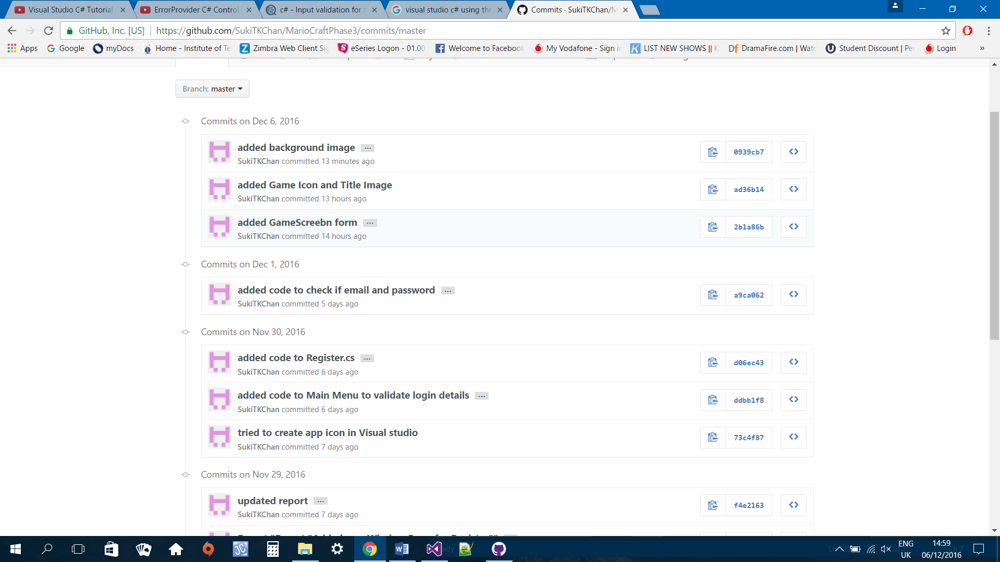 Visual Studio C# Tutorial
ErrorProvider C# Control
c# - Input validation for t
visual studio c# using thr
Commits · SukiTKChan/M
GitHub, Inc. [US]
https://github.com/SukiTKChan/MarioCraftPhase3/commits/master
Apps
Google
myDocs
Home - Institute of Te
Zimbra Web Client Sig
eSeries Logon - 01.00.
Welcome to Facebook
My Vodafone - Sign in
LIST NEW SHOWS || K
DramaFire.com | Watc
Student Discount | Per
Login
»
Branch: master
Commits on Dec 6, 2016
added background image ...
SukiTKChan committed 13 minutes ago
0939cb7
added Game Icon and Title Image
SukiTKChan committed 13 hours ago
ad36b14
added GameScreebn form ...
SukiTKChan committed 14 hours ago
2b1a86b
Commits on Dec 1, 2016
added code to check if email and password ...
SukiTKChan committed 5 days ago
a9ca062
Commits on Nov 30, 2016
added code to Register.cs ...
SukiTKChan committed 6 days ago
d06ec43
added code to Main Menu to validate login details ...
SukiTKChan committed 6 days ago
ddbb1f8
tried to create app icon in Visual studio
SukiTKChan committed 7 days ago
73c4f87
Commits on Nov 29, 2016
updated report ...
SukiTKChan committed 7 days ago
f4e2163
ENG
UK
14:59
06/12/2016